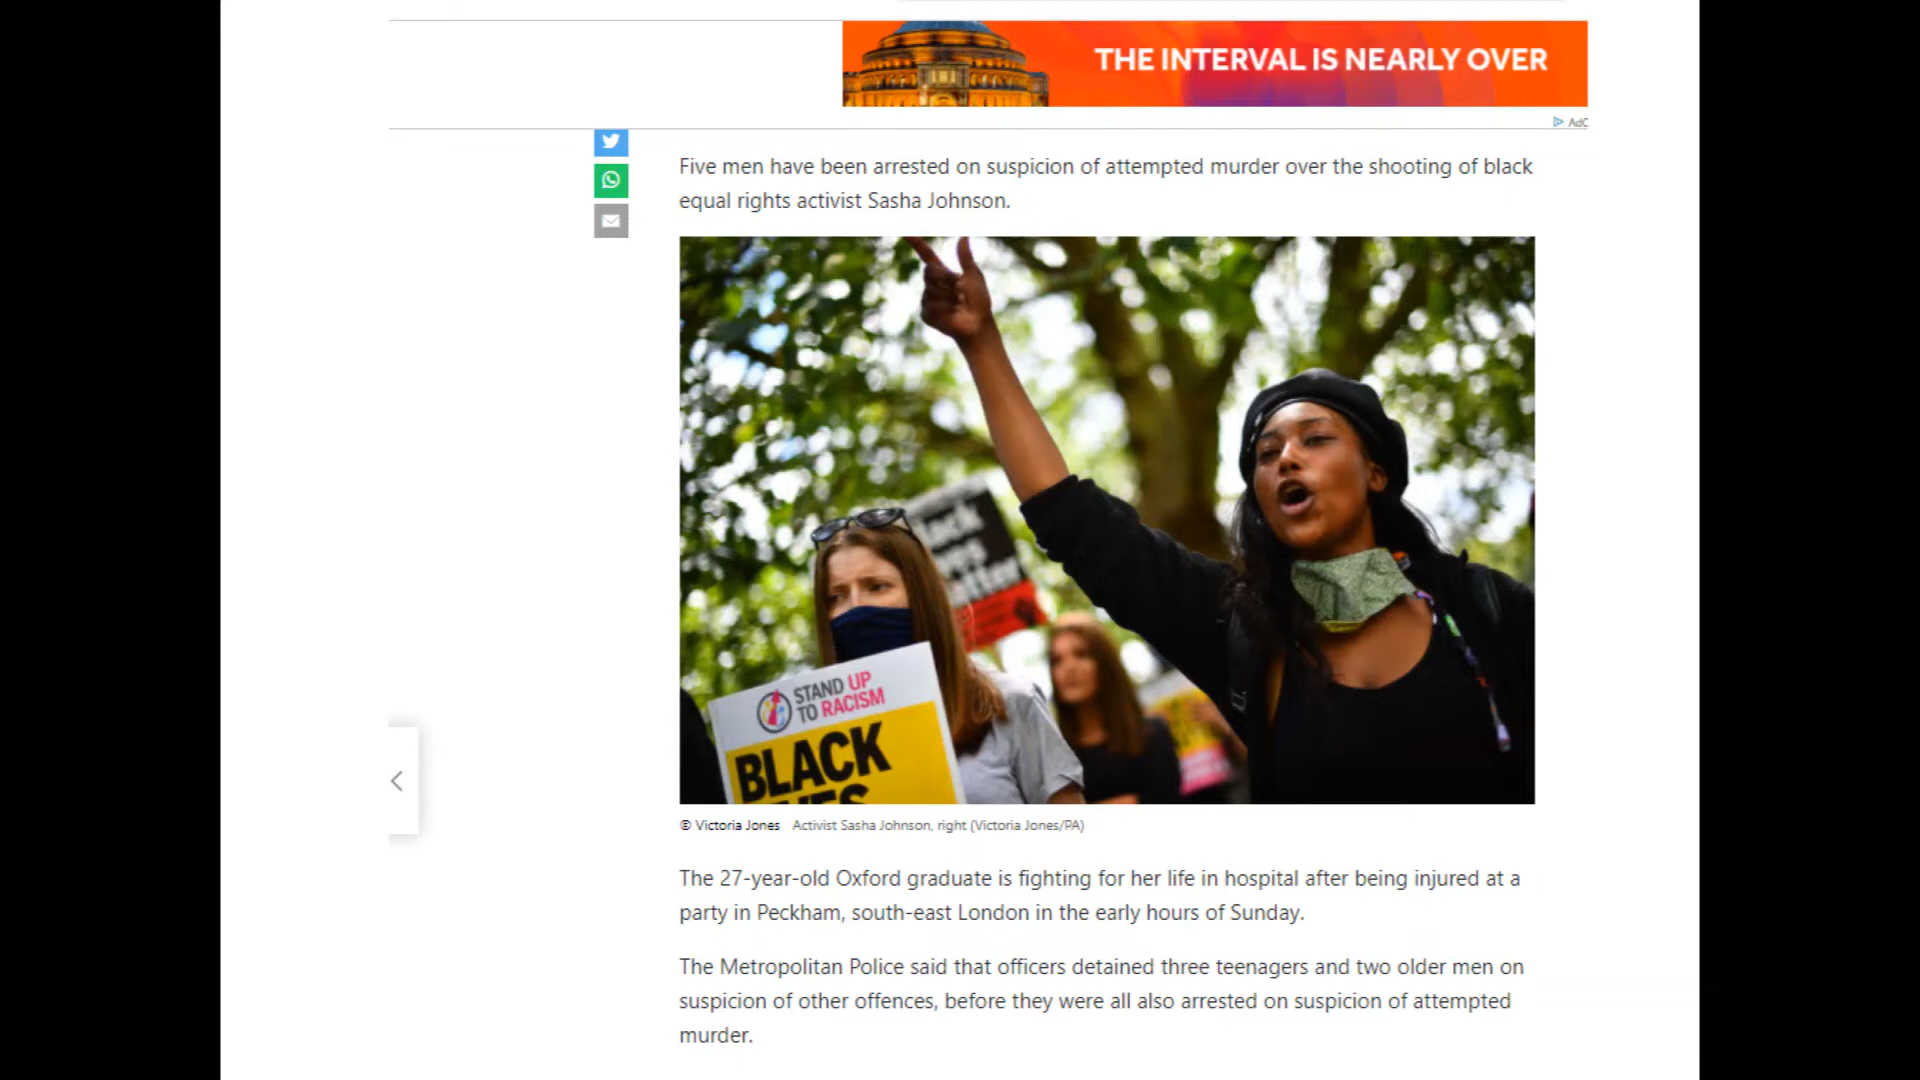 THE INTERVAL IS NEARLY OVER
AdC
Five men have been arrested on suspicion of attempted murder over the shooting of black
equal rights activist Sasha Johnson.
STAND UP
TO RACISM
BLACK
© Victoria Jones Activist Sasha Johnson, right (Victoria Jones/PA)
The 27-year-old Oxford graduate is fighting for her life in hospital after being injured at a
party in Peckham, south-east London in the early hours of Sunday.
The Metropolitan Police said that officers detained three teenagers and two older men on
suspicion of other offences, before they were all also arrested on suspicion of attempted
murder.